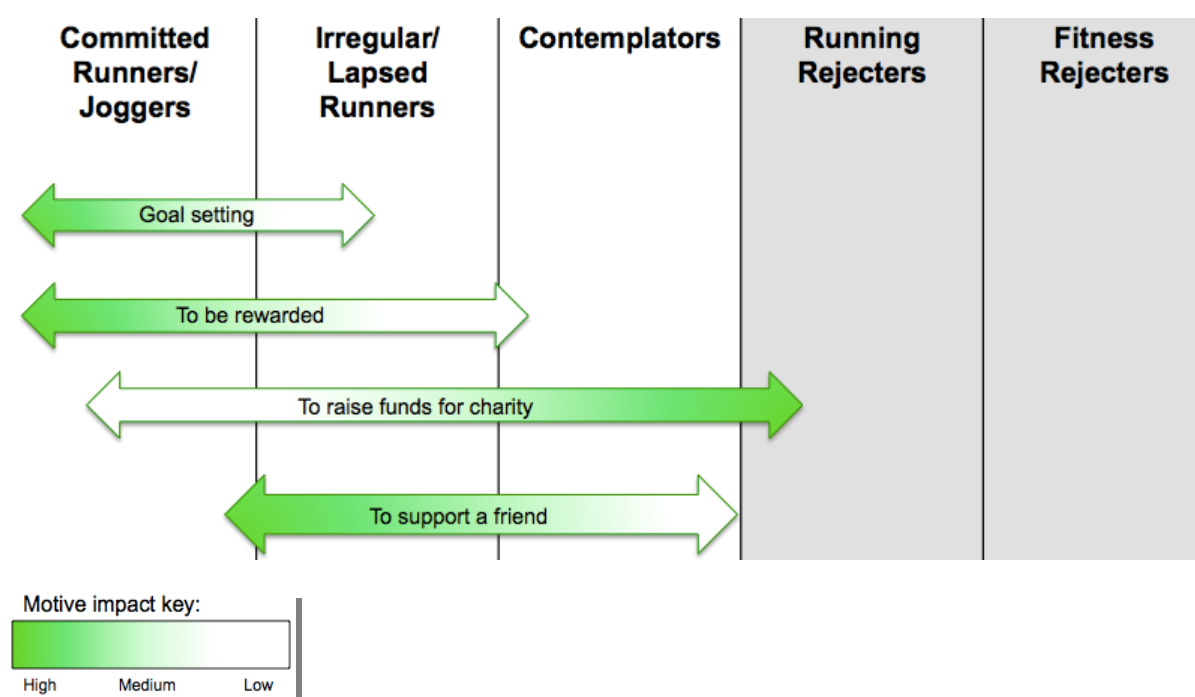 Committed
Runners/
Joggers
Irregular/
Lapsed
Runners
Contemplators
Running
Rejecters
Fitness
Rejecters
Goal setting
To be rewarded
To raise funds for charity
To support a friend
Motive impact key:
High Medium Low